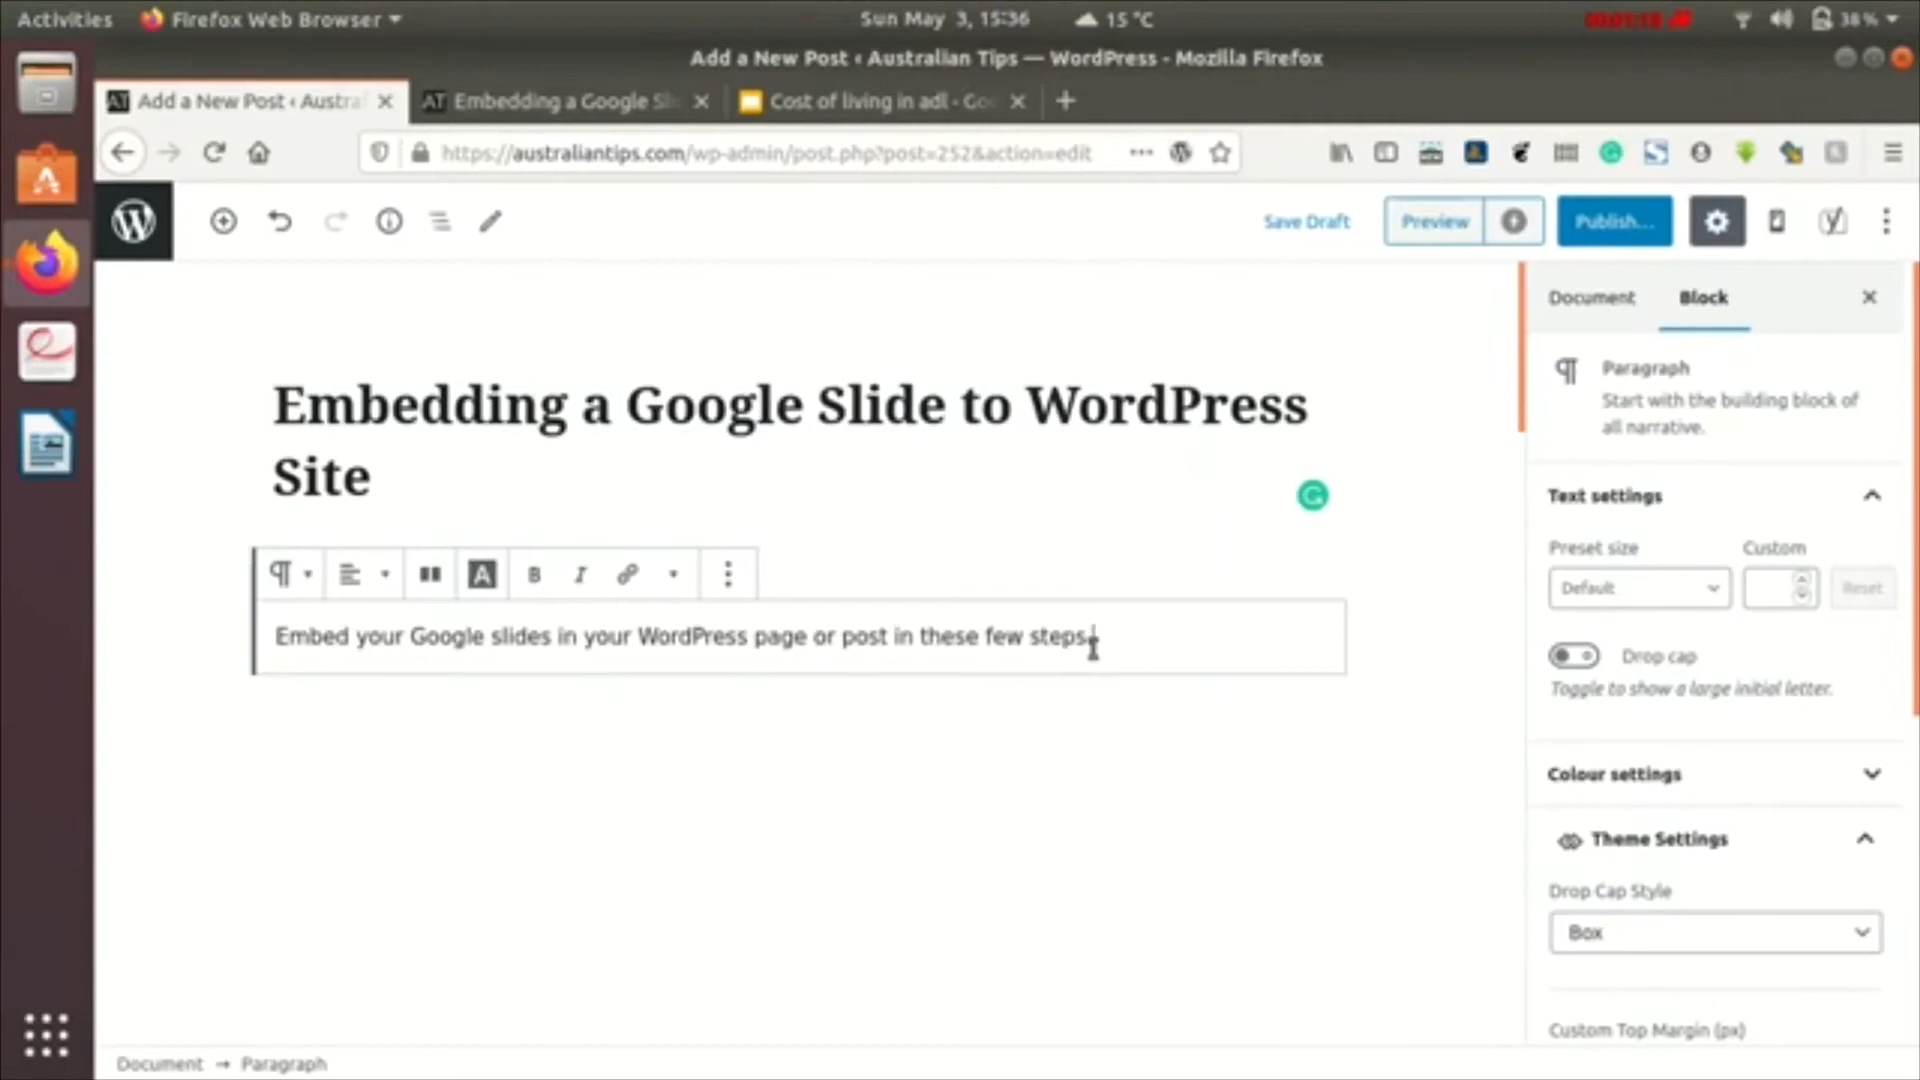 Activities Firefox Web Browser Sun May 3, 15:36 15 °C 38 %
Add a New Post ‹ Australian Tips — WordPress - Mozilla Firefox
Add a New Post ‹ Austra AT Embedding a Google Sl Cost of living in adl - Go
https://australiantips.com/wp-admin/post.php?post=252&action=edit
Save Draft Preview Publish...
Document Block
Embedding a Google Slide to WordPress
Site
Paragraph
Start with the building block of
all narrative.
Text settings
Preset size Custom
Default Reset
A B I
Embed your Google slides in your WordPress page or post in these few steps.
Drop cap
Toggle to show a large initial letter.
Colour settings
Theme Settings
Drop Cap Style
Box
Custom Top Margin (px)
Document → Paragraph